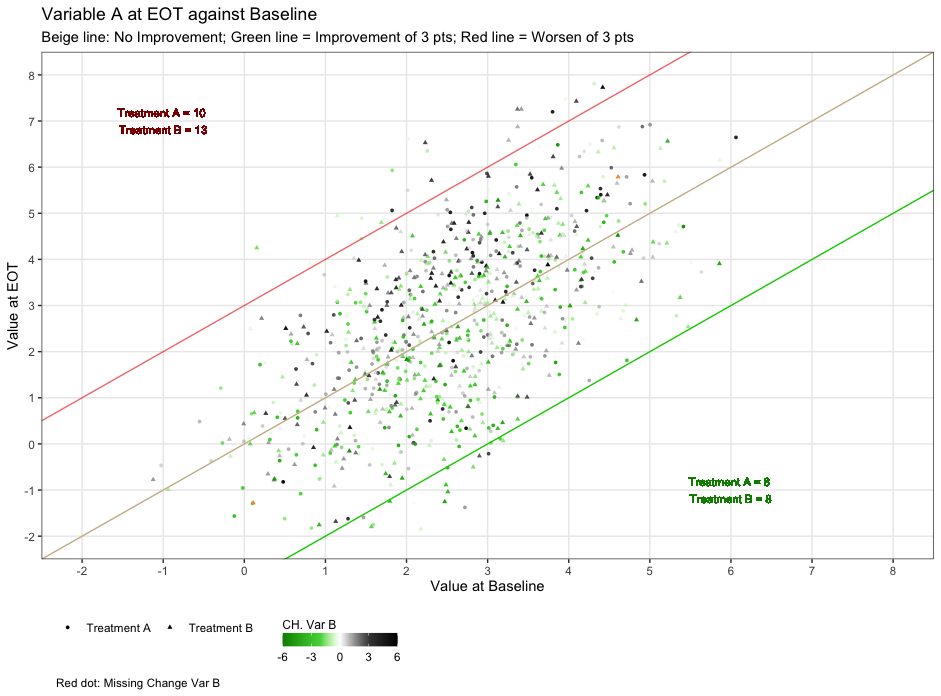 Variable A at EOT against Baseline
Beige line: No Improvement; Green line = Improvement of 3 pts; Red line = Worsen of 3 pts
Value at EOT
8
7
6
5
4
3
2
1
0
-1
-2
Treatment A = 10
Treatment B = 13
Treatment A = 6
Treatment B = 8
-2 -1 0 1 2 3 4 5 6 7 8
Value at Baseline
Treatment A Treatment B
CH. Var B
-6 -3 0 3 6
Red dot: Missing Change Var B